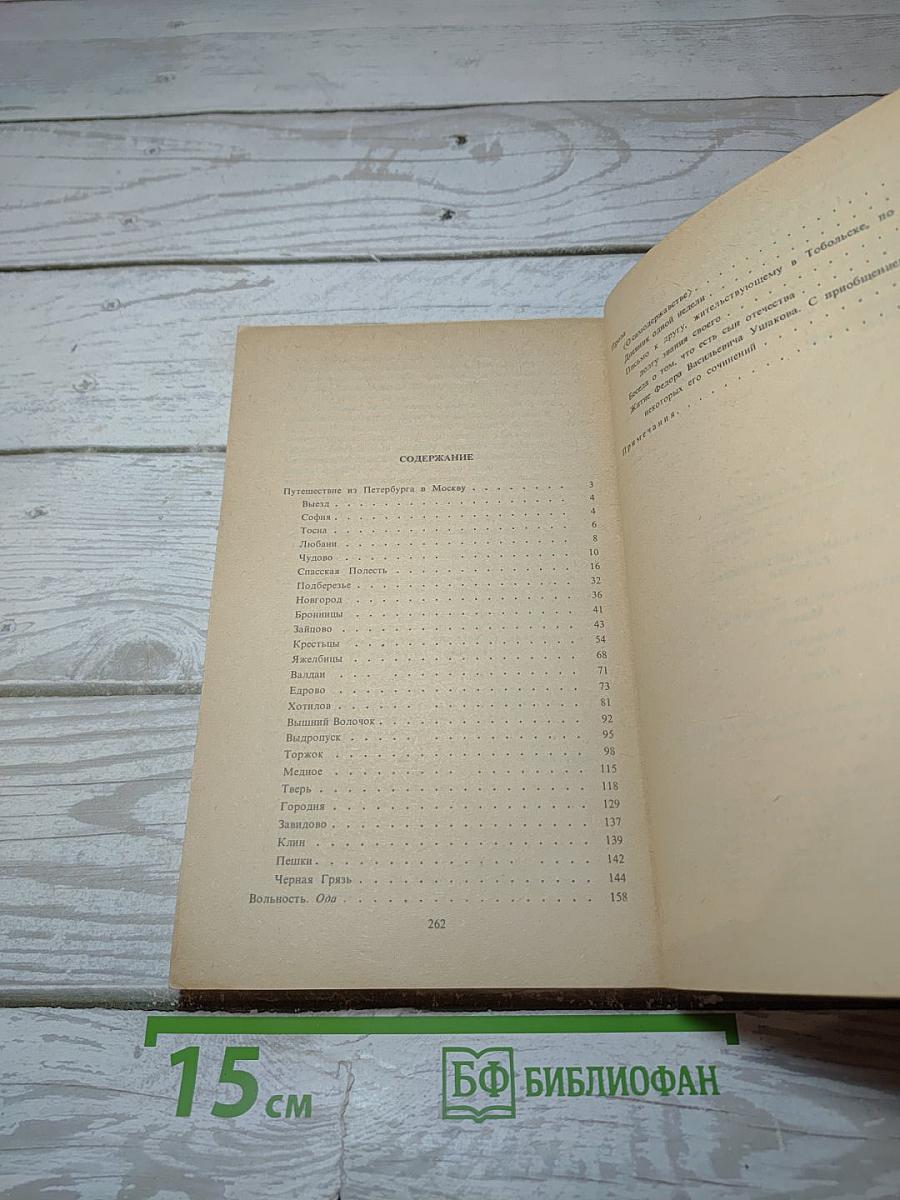 СОДЕРЖАНИЕ
Путешествие из Петербурга в Москву . . . . . . . . 3
Выезд . . . . . . . . . . . . . . . . 4
София . . . . . . . . . . . . . . . . 4
Тосна . . . . . . . . . . . . . . . . 6
Любани . . . . . . . . . . . . . . . . 8
Чудово . . . . . . . . . . . . . . . . 10
Спасская Полесть . . . . . . . . . . . . . 16
Подберезье . . . . . . . . . . . . . . . 32
Новгород . . . . . . . . . . . . . . . 36
Бронницы . . . . . . . . . . . . . . . 41
Зайцово . . . . . . . . . . . . . . . . 43
Крестьцы . . . . . . . . . . . . . . . 54
Яжелбицы . . . . . . . . . . . . . . . 68
Валдаи . . . . . . . . . . . . . . . . 71
Едрово . . . . . . . . . . . . . . . . 73
Хотилов . . . . . . . . . . . . . . . . 81
Вышний Волочок . . . . . . . . . . . . . 92
Выдропуск . . . . . . . . . . . . . . . 95
Торжок . . . . . . . . . . . . . . . . 98
Медное . . . . . . . . . . . . . . . . 115
Тверь . . . . . . . . . . . . . . . . 118
Городня . . . . . . . . . . . . . . . . 129
Завидово . . . . . . . . . . . . . . . 137
Клин . . . . . . . . . . . . . . . . 139
Пешки . . . . . . . . . . . . . . . . 142
Черная Грязь . . . . . . . . . . . . . . 144
Вольность. Ода . . . . . . . . . . . . . . 158
262
Проза
⟨О самодержавстве⟩ . . . . . . . .
Дневник одной недели . . . . . . . .
Письмо к другу, жительствующему в Тобольске, по
долгу звания своего . . . . . . . .
Беседа о том, что есть сын отечества . . . . . .
Житие Федора Васильевича Ушакова. С приобщением
некоторых его сочинений . . . . . . . .
Примечания . . . . . . . .
15 см
БФ БИБЛИОФАН